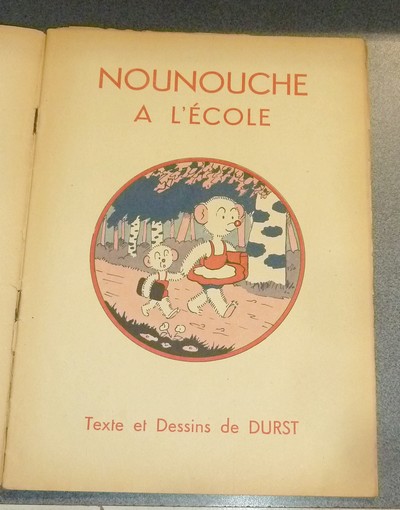 NOUNOUCHE
A L'ÉCOLE
Texte et Dessins de DURST